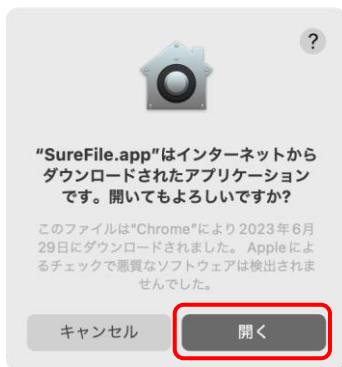 ?
“SureFile.app”はインターネットから
ダウンロードされたアプリケーション
です。開いてもよろしいですか?
このファイルは“Chrome”により2023年6月
29日にダウンロードされました。Appleによ
るチェックで悪質なソフトウェアは検出されま
せんでした。
キャンセル
開く